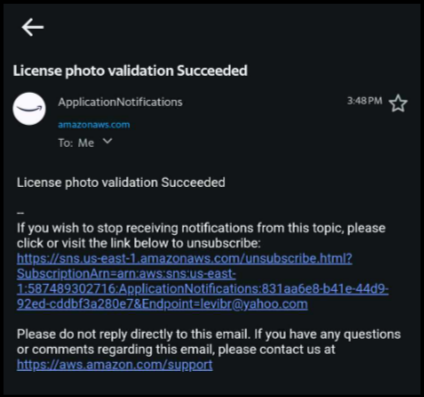 License photo validation Succeeded
ApplicationNotifications
3:48 PM
amazonaws.com
To: Me
License photo validation Succeeded
--
If you wish to stop receiving notifications from this topic, please
click or visit the link below to unsubscribe:
https://sns.us-east-1.amazonaws.com/unsubscribe.html?
SubscriptionArn=arn:aws:sns:us-east-
1:587489302716:ApplicationNotifications:831aa6e8-b41e-44d9-
92ed-cddbf3a280e7&Endpoint=levibr@yahoo.com
Please do not reply directly to this email. If you have any questions
or comments regarding this email, please contact us at
https://aws.amazon.com/support